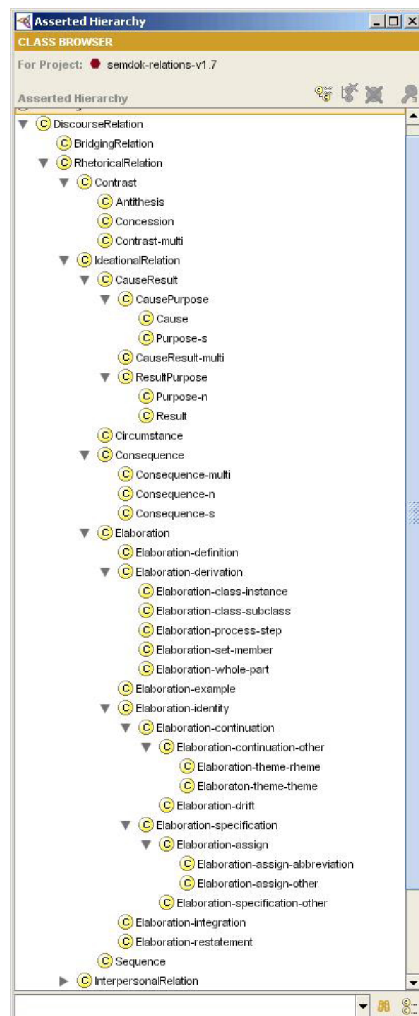 Asserted Hierarchy
CLASS BROWSER
For Project: semdok-relations-v1.7
Asserted Hierarchy
DiscourseRelation
BridgingRelation
RhetoricalRelation
Contrast
Antithesis
Concession
Contrast-multi
IdeationalRelation
CauseResult
CausePurpose
Cause
Purpose-s
CauseResult-multi
ResultPurpose
Purpose-n
Result
Circumstance
Consequence
Consequence-multi
Consequence-n
Consequence-s
Elaboration
Elaboration-definition
Elaboration-derivation
Elaboration-class-instance
Elaboration-class-subclass
Elaboration-process-step
Elaboration-set-member
Elaboration-whole-part
Elaboration-example
Elaboration-identity
Elaboration-continuation
Elaboration-continuation-other
Elaboration-theme-rheme
Elaboraton-theme-theme
Elaboration-drift
Elaboration-specification
Elaboration-assign
Elaboration-assign-abbreviation
Elaboration-assign-other
Elaboration-specification-other
Elaboration-integration
Elaboration-restatement
Sequence
InterpersonalRelation